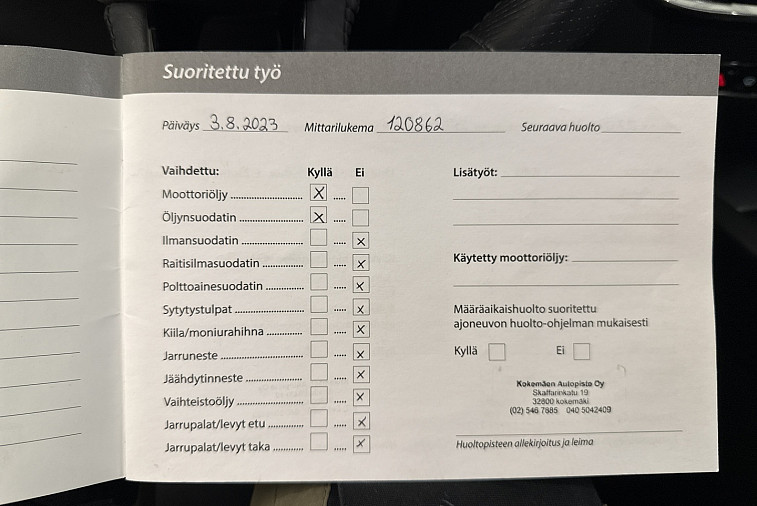 Suoritettu työ
Päiväys 3.8.2023 Mittarilukema 120862 Seuraava huolto
Vaihdettu: Kyllä Ei
Moottoriöljy X
Öljynsuodatin X
Ilmansuodatin X
Raitisilmasuodatin X
Polttoainesuodatin X
Sytytystulpat X
Kiila/moniurahihna X
Jarruneste X
Jäähdytinneste X
Vaihteistoöljy X
Jarrupalat/levyt etu X
Jarrupalat/levyt taka X
Lisätyöt:
Käytetty moottoriöljy:
Määräaikaishuolto suoritettu
ajoneuvon huolto-ohjelman mukaisesti
Kyllä Ei
Kokemäen Autopiste Oy
Skaffarinkatu 19
32800 kokemäki
(02) 546 7885 040 5042409
Huoltopisteen allekirjoitus ja leima